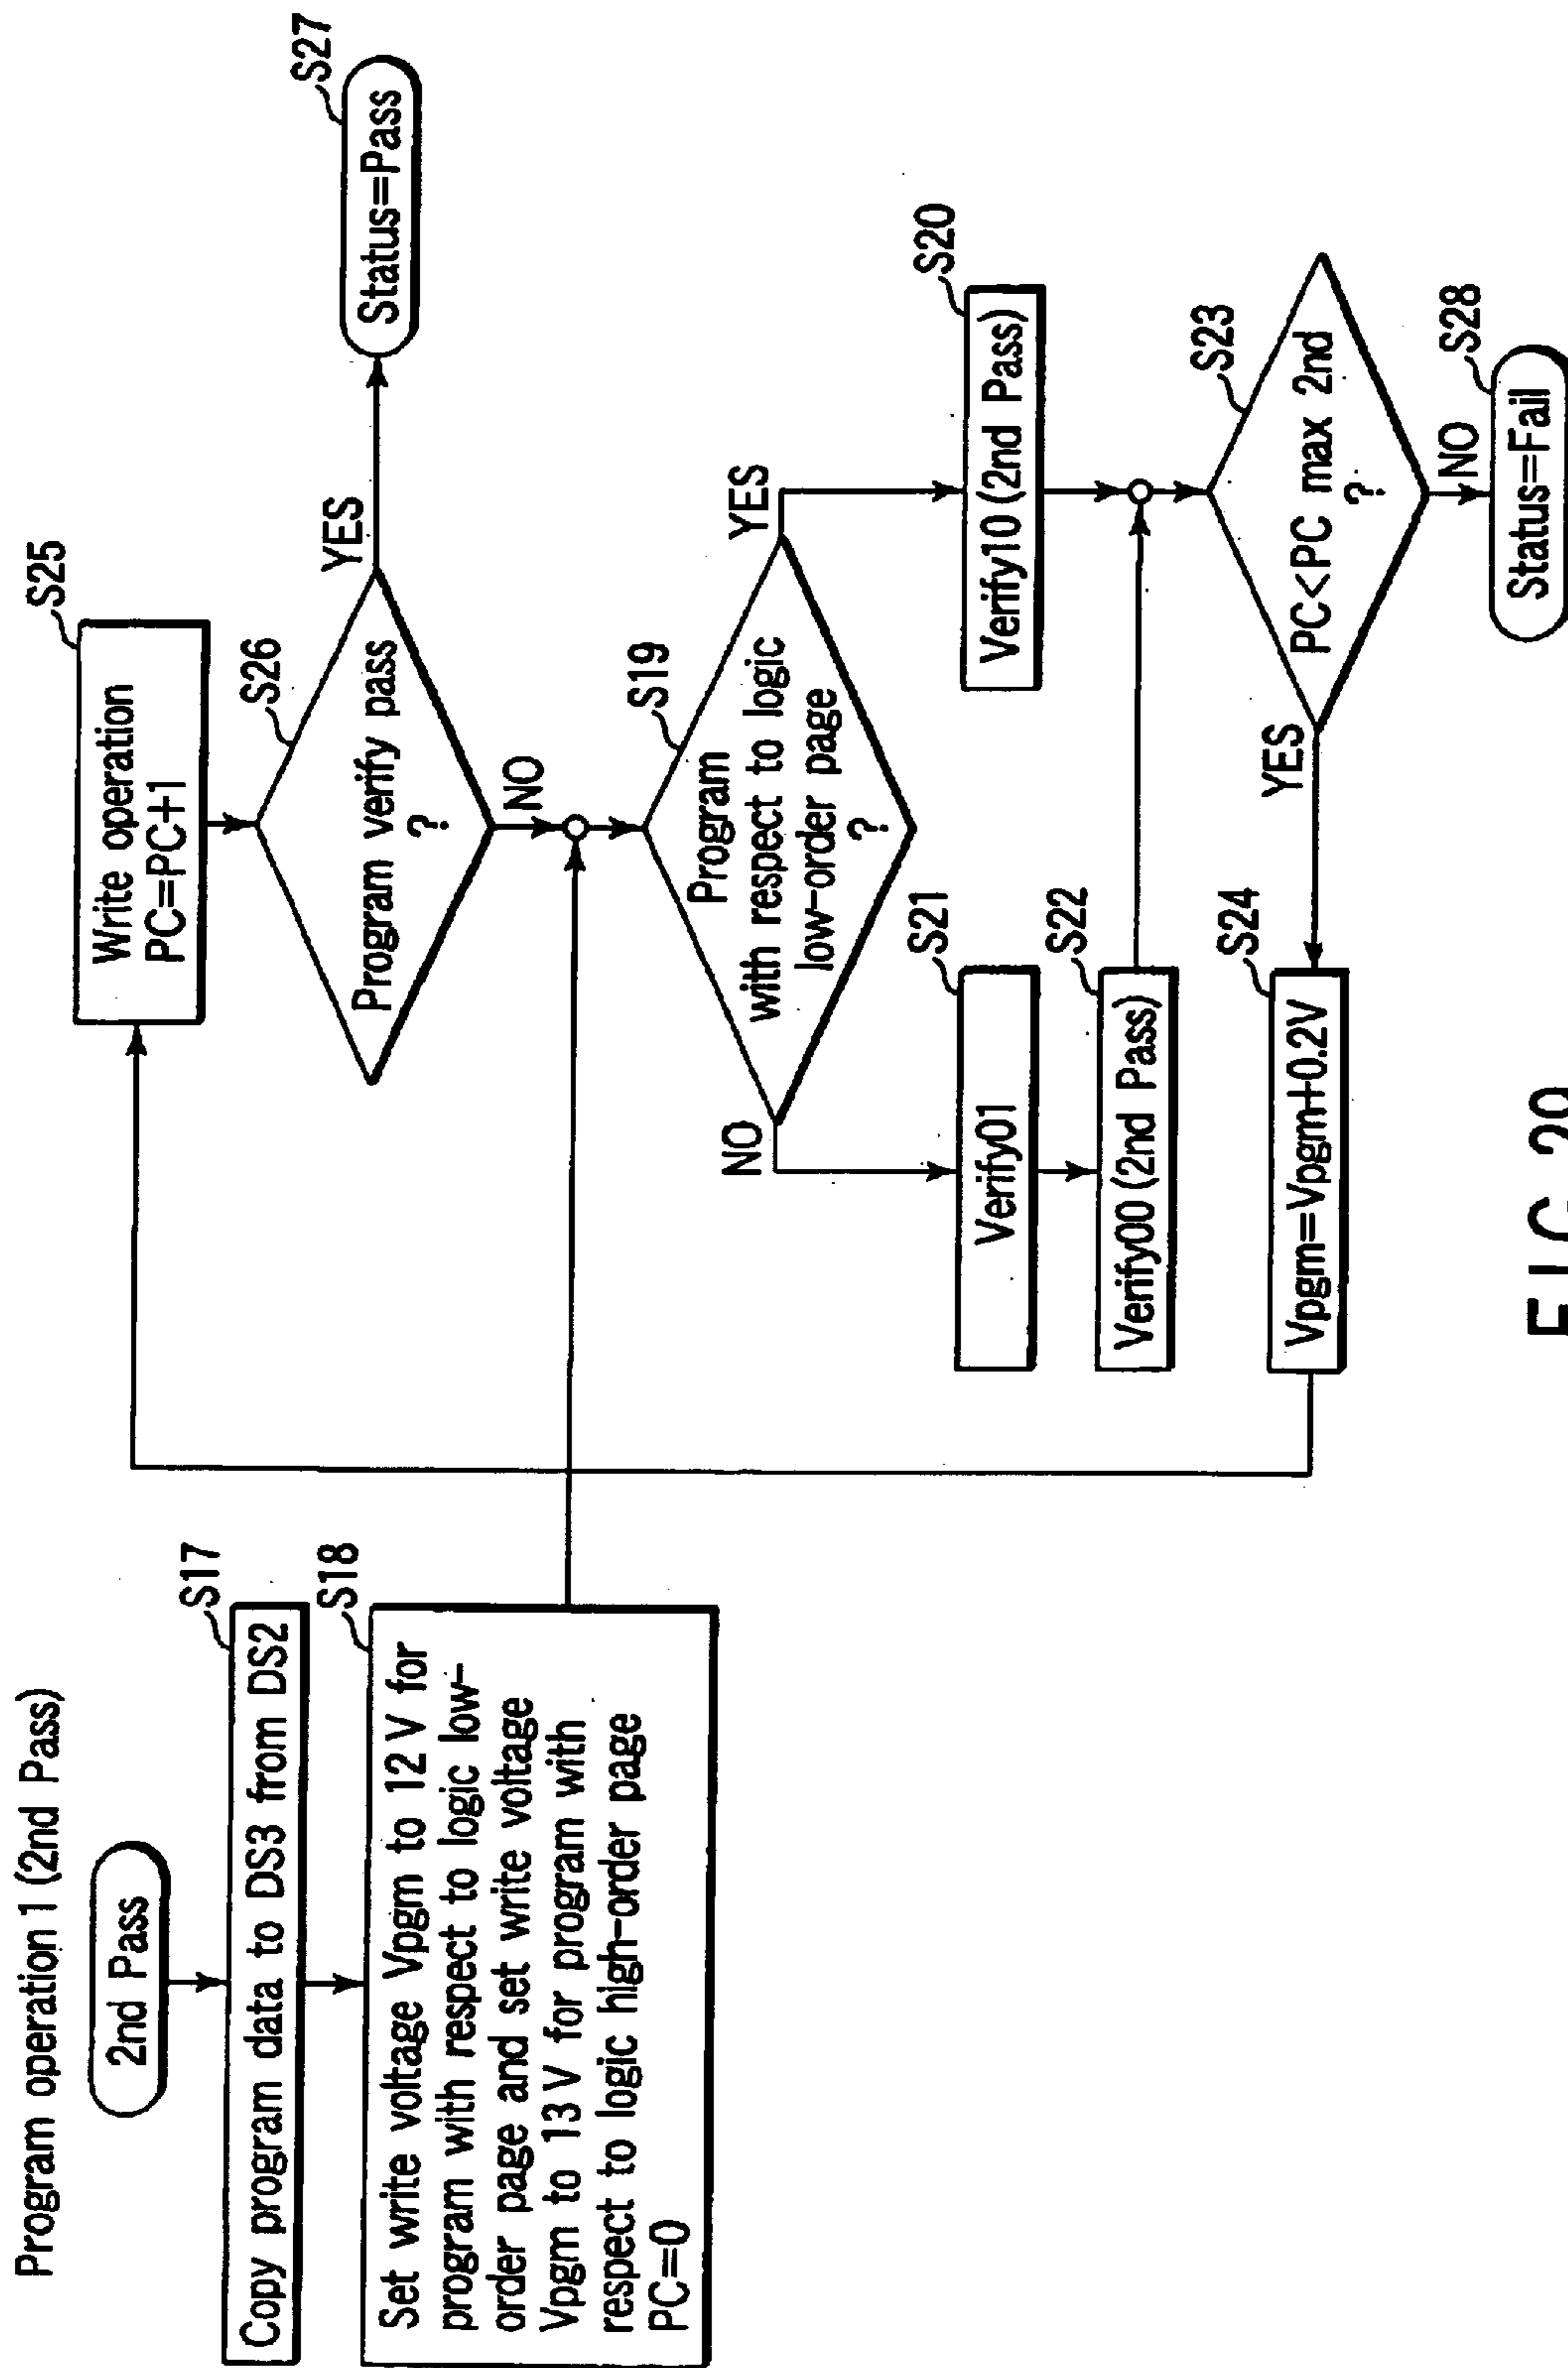 Program operation 1 (2nd Pass)
2nd Pass
S17
Copy program data to DS3 from DS2
S18
Set write voltage Vpgm to 12 V for
program with respect to logic low-
order page and set write voltage
Vpgm to 13 V for program with
respect to logic high-order page
PC=0
S25
Write operation
PC=PC+1
S26
Program verify pass
?
YES
S27
Status=Pass
NO
S19
Program
with respect to logic
low-order page
?
YES
NO
S20
Verify10 (2nd Pass)
S21
Verify01
S22
Verify00 (2nd Pass)
S23
PC<PC max 2nd
?
YES
NO
S24
Vpgm=Vpgm+0.2V
S28
Status=Fail